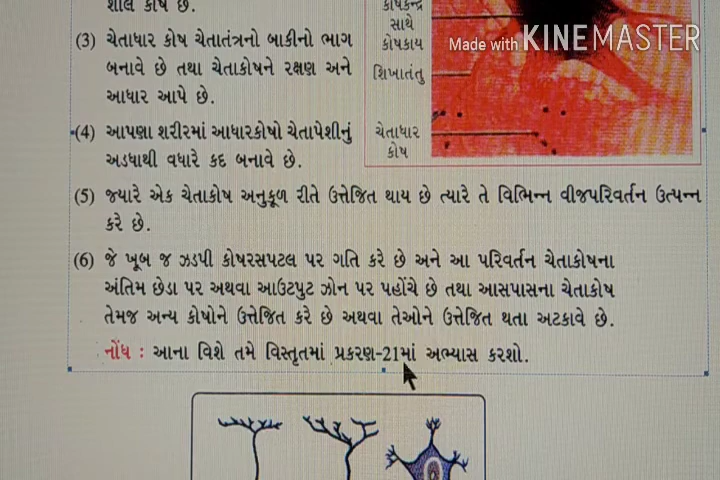 શીલ કોષ છે.
(3) ચેતાધાર કોષ ચેતાતંત્રનો બાકીનો ભાગ
બનાવે છે તથા ચેતાકોષને રક્ષણ અને
આધાર આપે છે.
(4) આપણા શરીરમાં આધારકોષો ચેતાપેશીનું
અડધાથી વધારે કદ બનાવે છે.
કોષકેન્દ્ર
સાથે
કોષકાય
શિખાતંતુ
ચેતાધાર
કોષ
Made with KINEMASTER
(5) જ્યારે એક ચેતાકોષ અનુકૂળ રીતે ઉત્તેજિત થાય છે ત્યારે તે વિભિન્ન વીજપરિવર્તન ઉત્પન્ન
કરે છે.
(6) જે ખૂબ જ ઝડપી કોષરસપટલ પર ગતિ કરે છે અને આ પરિવર્તન ચેતાકોષના
અંતિમ છેડા પર અથવા આઉટપુટ ઝોન પર પહોંચે છે તથા આસપાસના ચેતાકોષ
તેમજ અન્ય કોષોને ઉત્તેજિત કરે છે અથવા તેઓને ઉત્તેજિત થતા અટકાવે છે.
નોંધ : આના વિશે તમે વિસ્તૃતમાં પ્રકરણ-21માં અભ્યાસ કરશો.